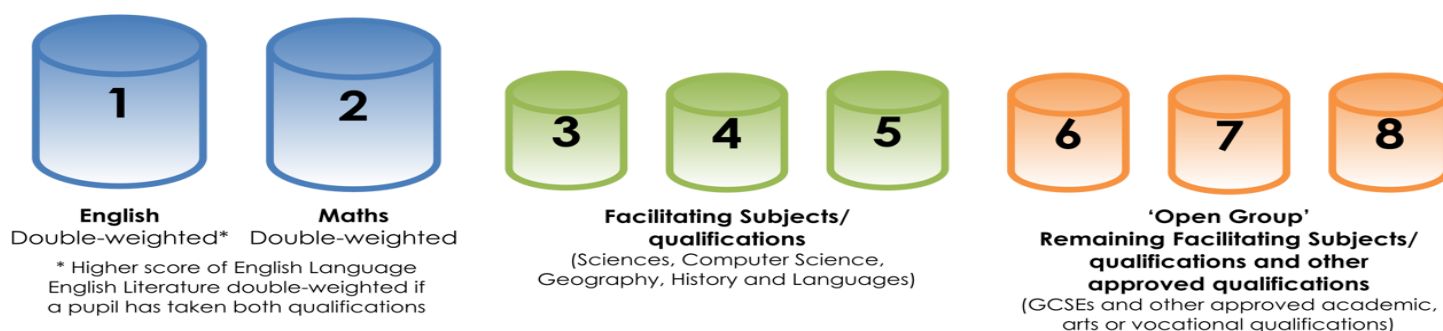 1
2
3
4
5
6
7
8
English
Double-weighted*
Maths
Double-weighted
* Higher score of English Language
English Literature double-weighted if
a pupil has taken both qualifications
Facilitating Subjects/
qualifications
(Sciences, Computer Science,
Geography, History and Languages)
'Open Group'
Remaining Facilitating Subjects/
qualifications and other
approved qualifications
(GCSEs and other approved academic,
arts or vocational qualifications)